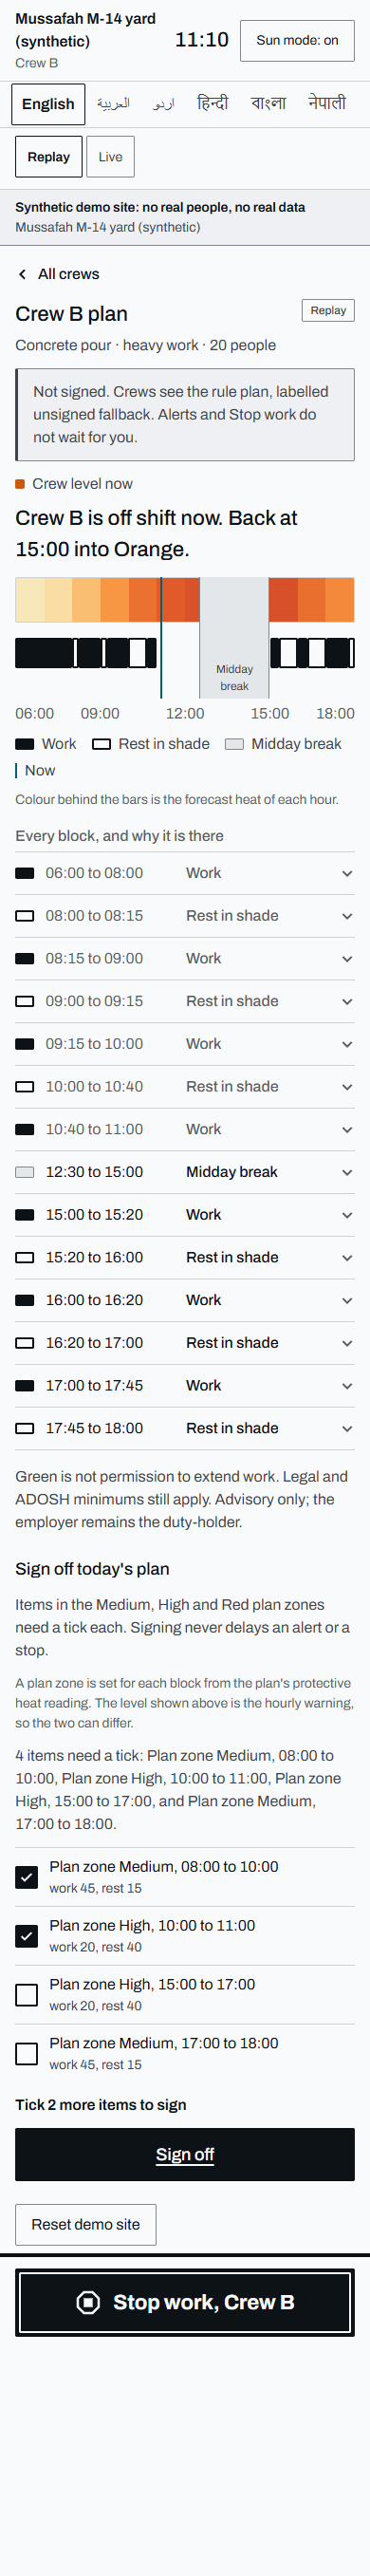 Mussafah M-14 yard
(synthetic)
Crew B
11:10
Sun mode: on
English
العربية
اردو
हिन्दी
বাংলা
नेपाली
Replay
Live
Synthetic demo site: no real people, no real data
Mussafah M-14 yard (synthetic)
All crews
Crew B plan
Replay
Concrete pour · heavy work · 20 people
Not signed. Crews see the rule plan, labelled
unsigned fallback. Alerts and Stop work do
not wait for you.
Crew level now
Crew B is off shift now. Back at
15:00 into Orange.
Midday
break
06:00 09:00 12:00 15:00 18:00
Work Rest in shade Midday break
Now
Colour behind the bars is the forecast heat of each hour.
Every block, and why it is there
06:00 to 08:00 Work
08:00 to 08:15 Rest in shade
08:15 to 09:00 Work
09:00 to 09:15 Rest in shade
09:15 to 10:00 Work
10:00 to 10:40 Rest in shade
10:40 to 11:00 Work
12:30 to 15:00 Midday break
15:00 to 15:20 Work
15:20 to 16:00 Rest in shade
16:00 to 16:20 Work
16:20 to 17:00 Rest in shade
17:00 to 17:45 Work
17:45 to 18:00 Rest in shade
Green is not permission to extend work. Legal and
ADOSH minimums still apply. Advisory only; the
employer remains the duty-holder.
Sign off today's plan
Items in the Medium, High and Red plan zones
need a tick each. Signing never delays an alert or a
stop.
A plan zone is set for each block from the plan's protective
heat reading. The level shown above is the hourly warning,
so the two can differ.
4 items need a tick: Plan zone Medium, 08:00 to
10:00, Plan zone High, 10:00 to 11:00, Plan zone
High, 15:00 to 17:00, and Plan zone Medium,
17:00 to 18:00.
Plan zone Medium, 08:00 to 10:00
work 45, rest 15
Plan zone High, 10:00 to 11:00
work 20, rest 40
Plan zone High, 15:00 to 17:00
work 20, rest 40
Plan zone Medium, 17:00 to 18:00
work 45, rest 15
Tick 2 more items to sign
Sign off
Reset demo site
Stop work, Crew B